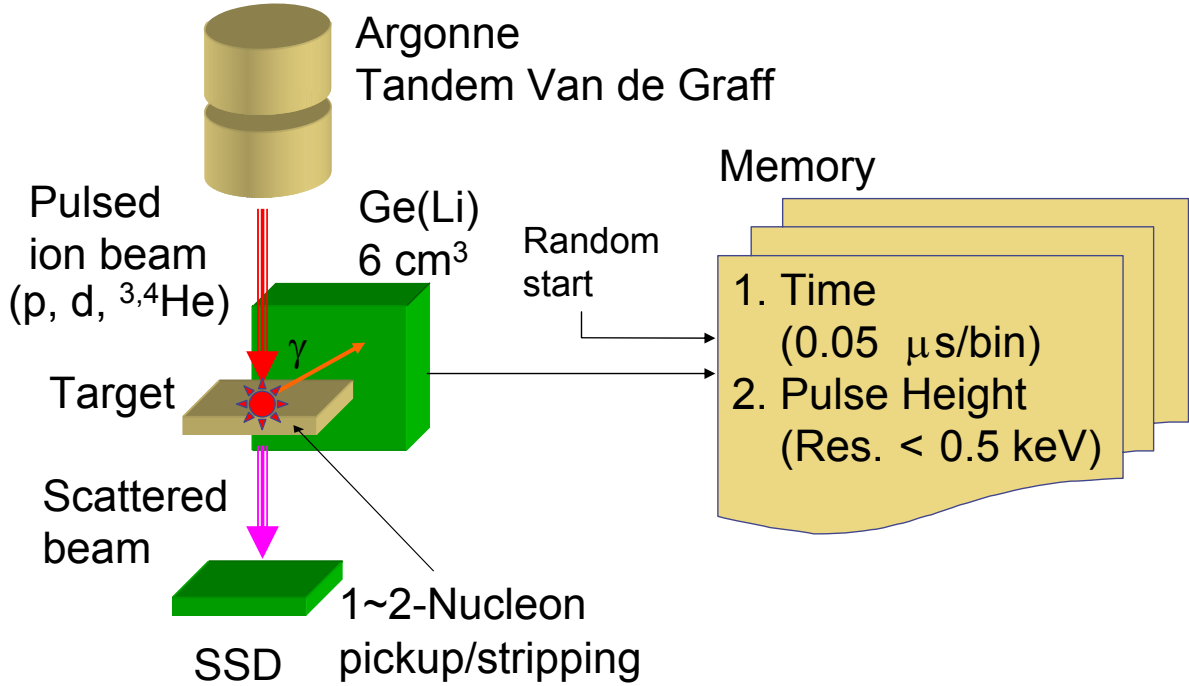 Argonne
Tandem Van de Graff
Pulsed
ion beam
(p, d, ³,⁴He)
Ge(Li)
6 cm³
γ
Target
Scattered
beam
SSD
1~2-Nucleon
pickup/stripping
Random
start
Memory
1. Time
(0.05 μs/bin)
2. Pulse Height
(Res. < 0.5 keV)